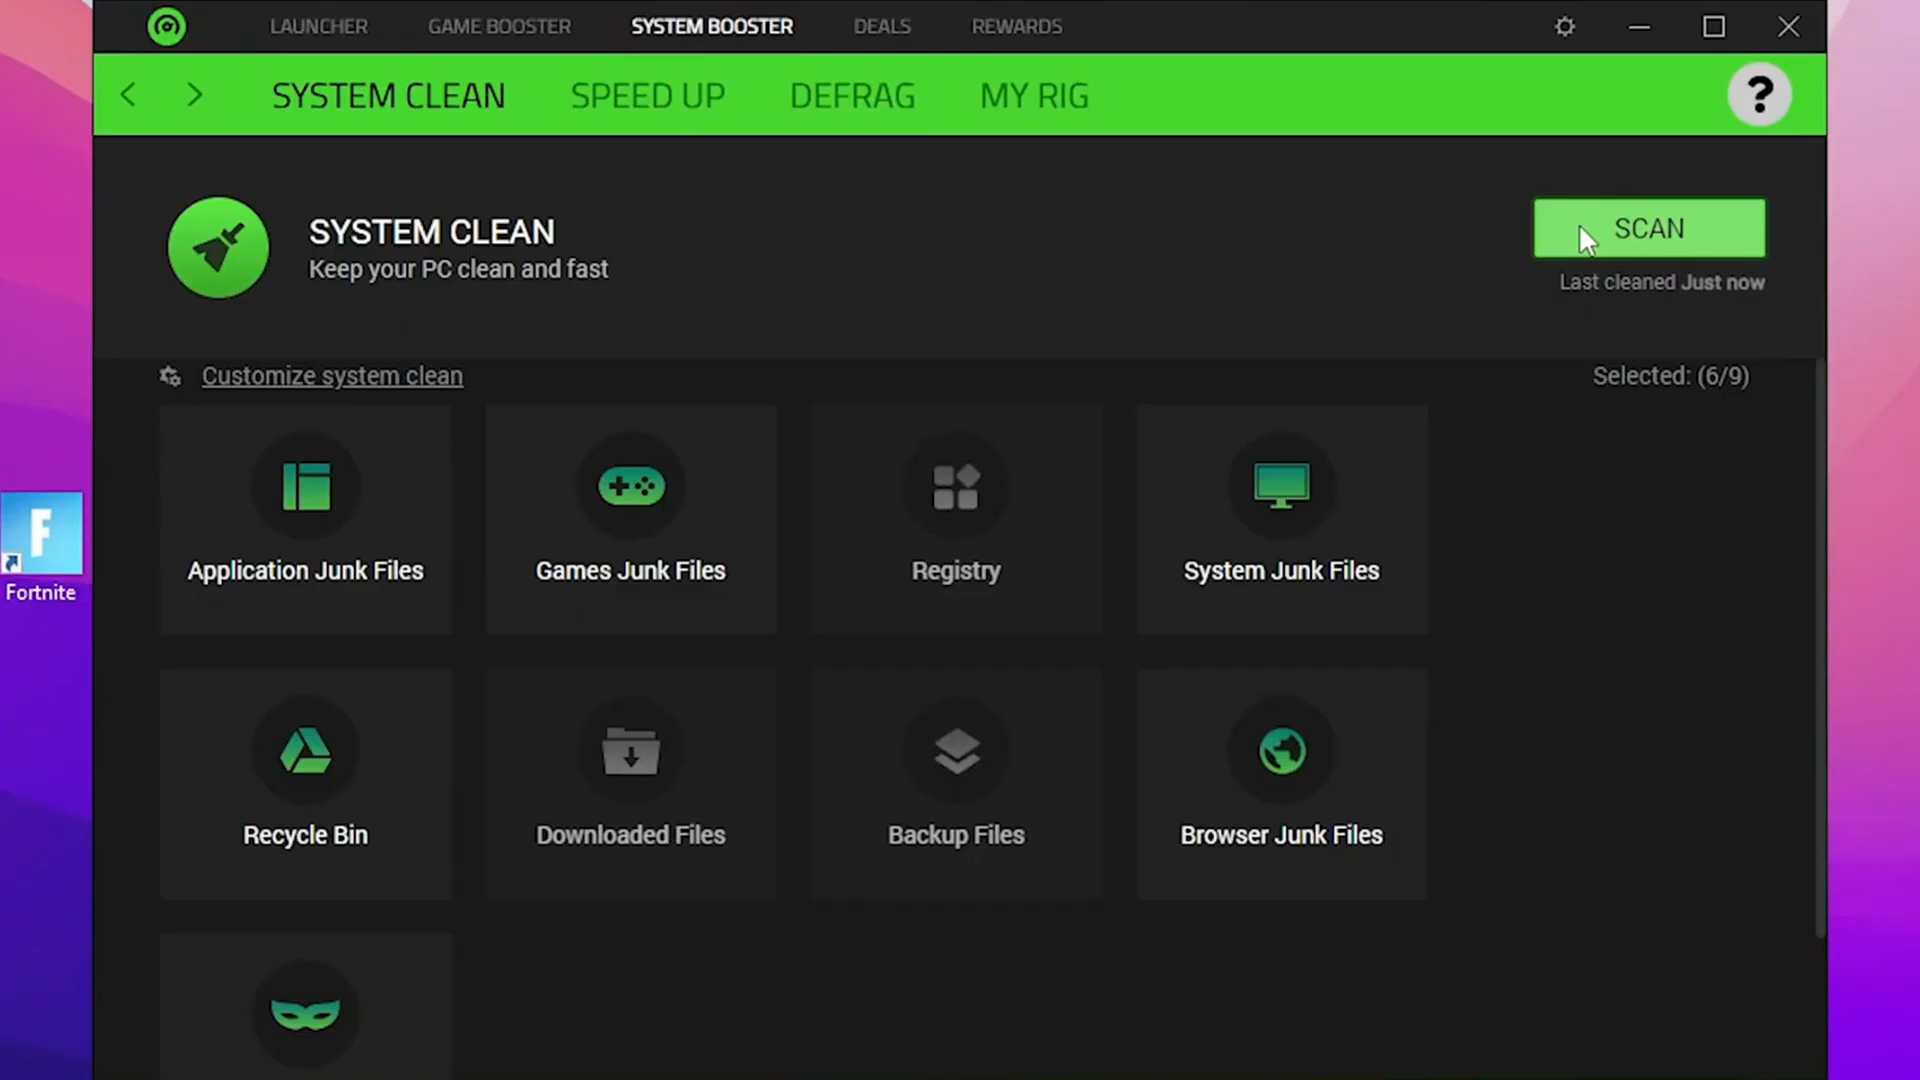 LAUNCHER
GAME BOOSTER
SYSTEM BOOSTER
DEALS
REWARDS
SYSTEM CLEAN
SPEED UP
DEFRAG
MY RIG
?
SYSTEM CLEAN
Keep your PC clean and fast
SCAN
Last cleaned Just now
Customize system clean
Selected: (6/9)
Application Junk Files
Games Junk Files
Registry
System Junk Files
F
Fortnite
Recycle Bin
Downloaded Files
Backup Files
Browser Junk Files